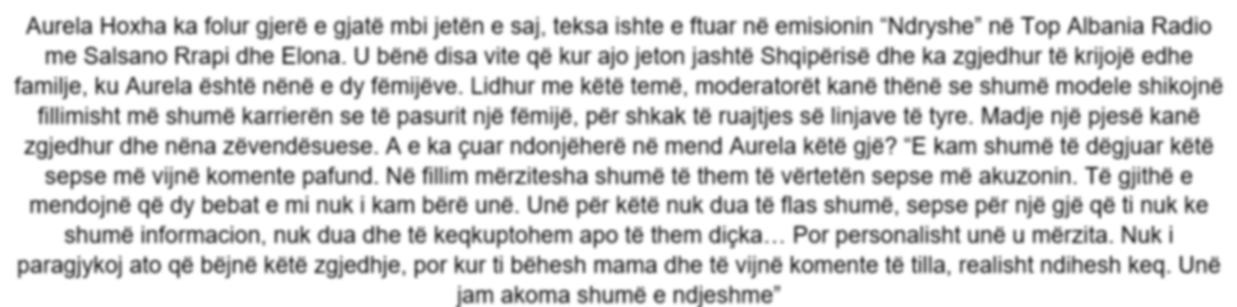 Aurela Hoxha ka folur gjerë e gjatë mbi jetën e saj, teksa ishte e ftuar në emisionin “Ndryshe” në Top Albania Radio
me Salsano Rrapi dhe Elona. U bënë disa vite që kur ajo jeton jashtë Shqipërisë dhe ka zgjedhur të krijojë edhe
familje, ku Aurela është nënë e dy fëmijëve. Lidhur me këtë temë, moderatorët kanë thënë se shumë modele shikojnë
fillimisht më shumë karrierën se të pasurit një fëmijë, për shkak të ruajtjes së linjave të tyre. Madje një pjesë kanë
zgjedhur dhe nëna zëvendësuese. A e ka çuar ndonjëherë në mend Aurela këtë gjë? “E kam shumë të dëgjuar këtë
sepse më vijnë komente pafund. Në fillim mërzitesha shumë të them të vërtetën sepse më akuzonin. Të gjithë e
mendojnë që dy bebat e mi nuk i kam bërë unë. Unë për këtë nuk dua të flas shumë, sepse për një gjë që ti nuk ke
shumë informacion, nuk dua dhe të keqkuptohem apo të them diçka… Por personalisht unë u mërzita. Nuk i
paragjykoj ato që bëjnë këtë zgjedhje, por kur ti bëhesh mama dhe të vijnë komente të tilla, realisht ndihesh keq. Unë
jam akoma shumë e ndjeshme”